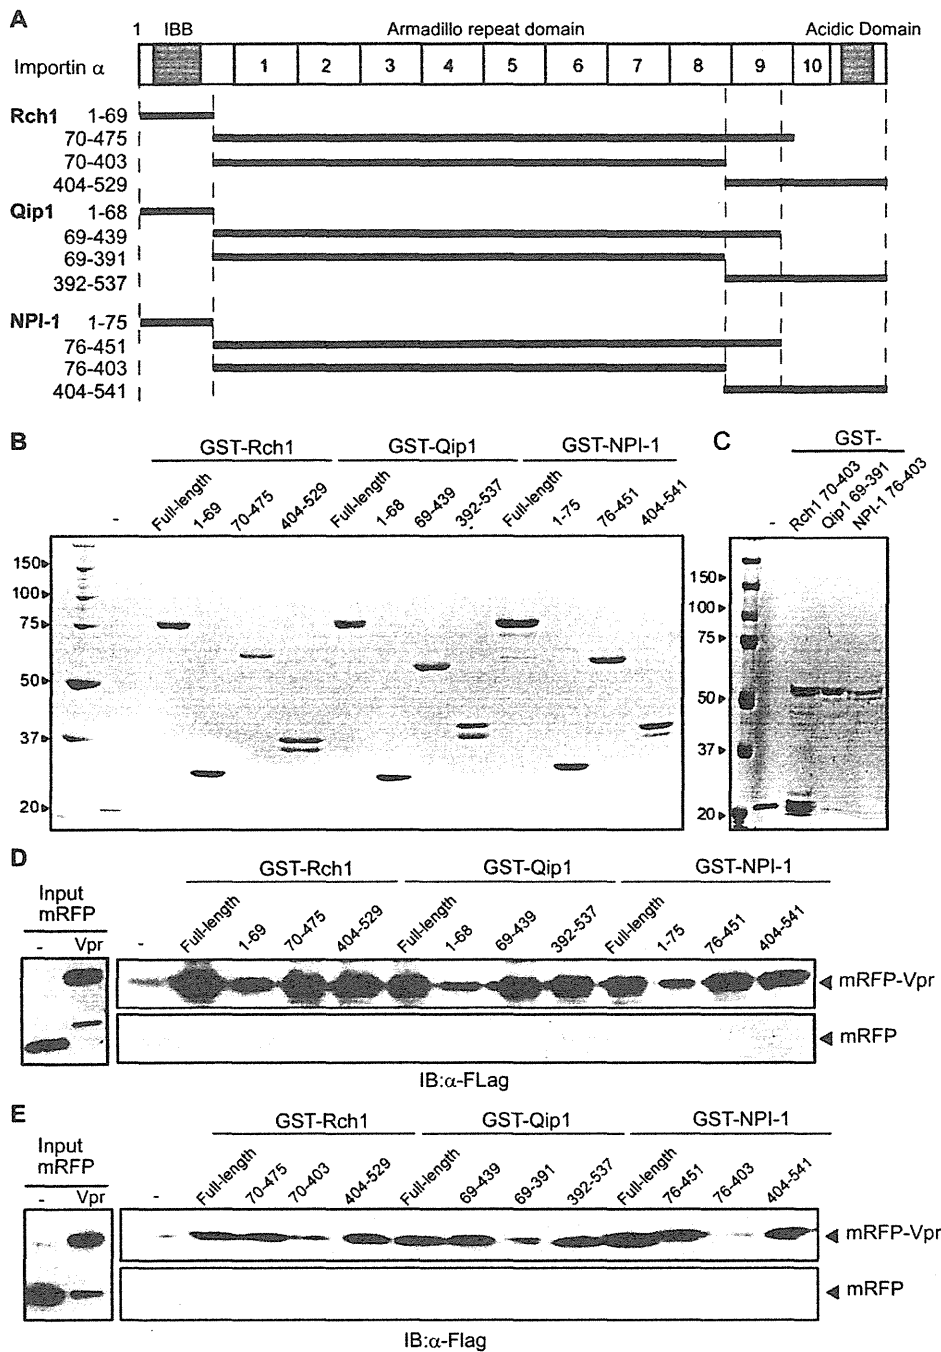 A
1 IBB Armadillo repeat domain Acidic Domain
Importin α 1 2 3 4 5 6 7 8 9 10
Rch1 1-69
70-475
70-403
404-529
Qip1 1-68
69-439
69-391
392-537
NPI-1 1-75
76-451
76-403
404-541
B
GST-Rch1 GST-Qip1 GST-NPI-1
- Full-length 1-69 70-475 404-529 Full-length 1-68 69-439 392-537 Full-length 1-75 76-451 404-541
150
100
75
50
37
20
C
GST-
- Rch1 70-403 Qip1 69-391 NPI-1 76-403
150
100
75
50
37
20
D
GST-Rch1 GST-Qip1 GST-NPI-1
Input
mRFP
- Vpr
- Full-length 1-69 70-475 404-529 Full-length 1-68 69-439 392-537 Full-length 1-75 76-451 404-541
mRFP-Vpr
mRFP
IB:α-FLag
E
GST-Rch1 GST-Qip1 GST-NPI-1
Input
mRFP
- Vpr
- Full-length 70-475 70-403 404-529 Full-length 69-439 69-391 392-537 Full-length 76-451 76-403 404-541
mRFP-Vpr
mRFP
IB:α-Flag